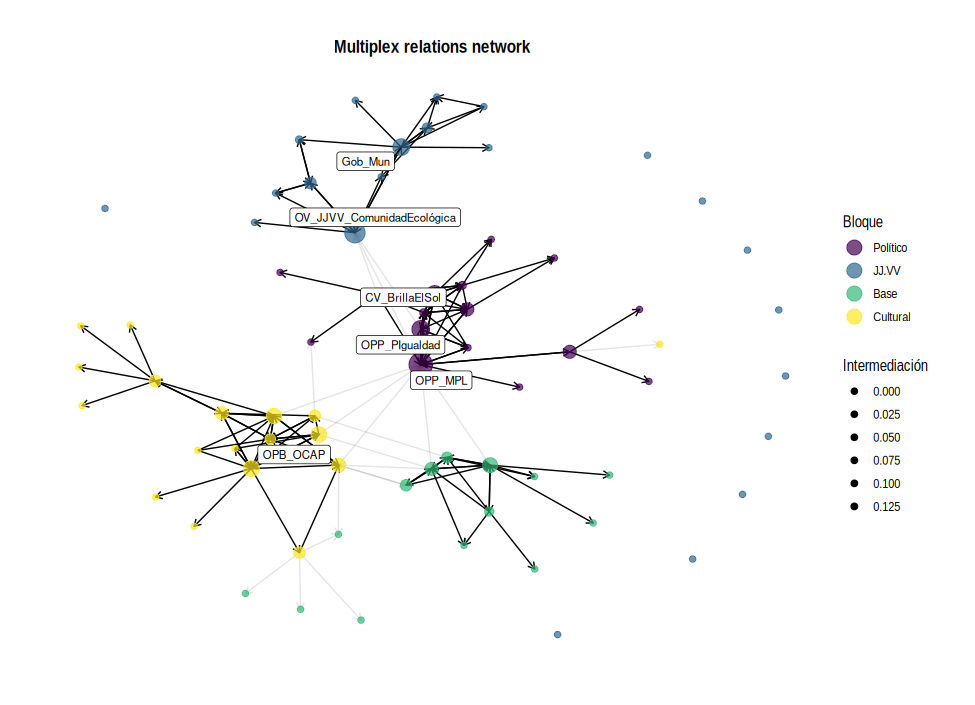 Multiplex relations network
Gob_Mun
OV_JJVV_ComunidadEcológica
CV_BrillaElSol
OPP_PIgualdad
OPP_MPL
OPB_OCAP
Bloque
Político
JJ.VV
Base
Cultural
Intermediación
0.000
0.025
0.050
0.075
0.100
0.125